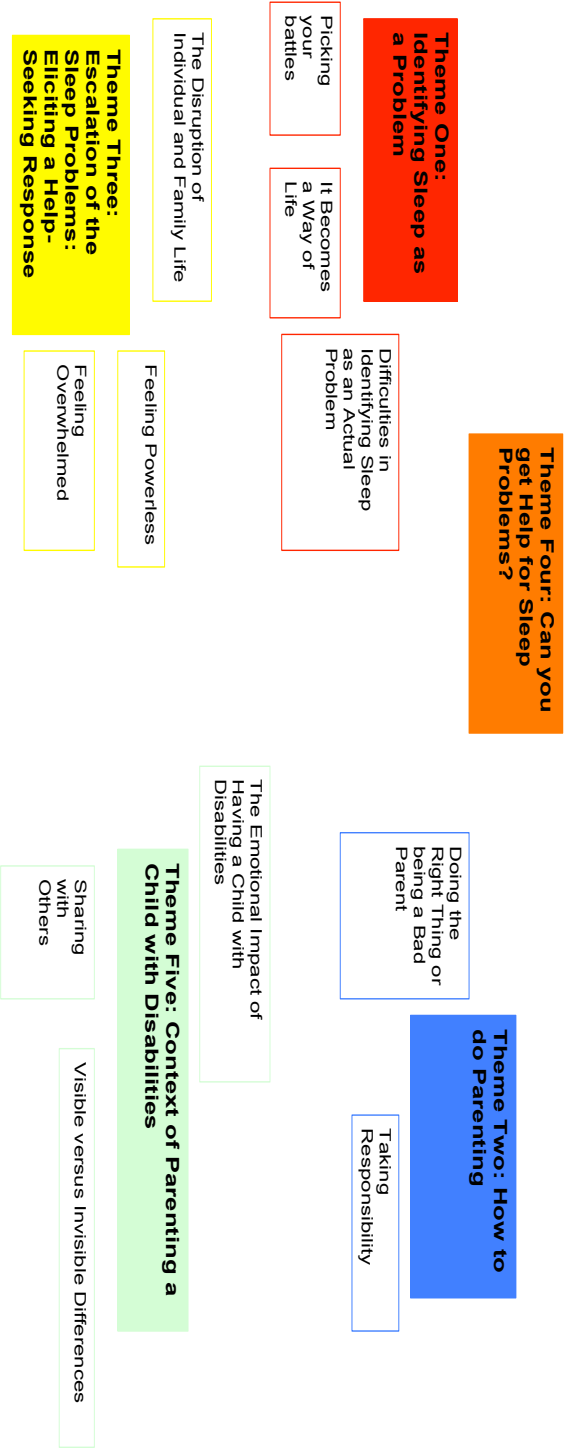 Theme Four: Can you
get Help for Sleep
Problems?
Theme One:
Identifying Sleep as
a Problem
Picking
your
battles
It Becomes
a Way of
Life
Difficulties in
Identifying Sleep
as an Actual
Problem
Theme Two: How to
do Parenting
Doing the
Right Thing or
being a Bad
Parent
Taking
Responsibility
The Disruption of
Individual and Family Life
Theme Three:
Escalation of the
Sleep Problems:
Eliciting a Help-
Seeking Response
Feeling Powerless
Feeling
Overwhelmed
The Emotional Impact of
Having a Child with
Disabilities
Theme Five: Context of Parenting a
Child with Disabilities
Sharing
with
Others
Visible versus Invisible Differences